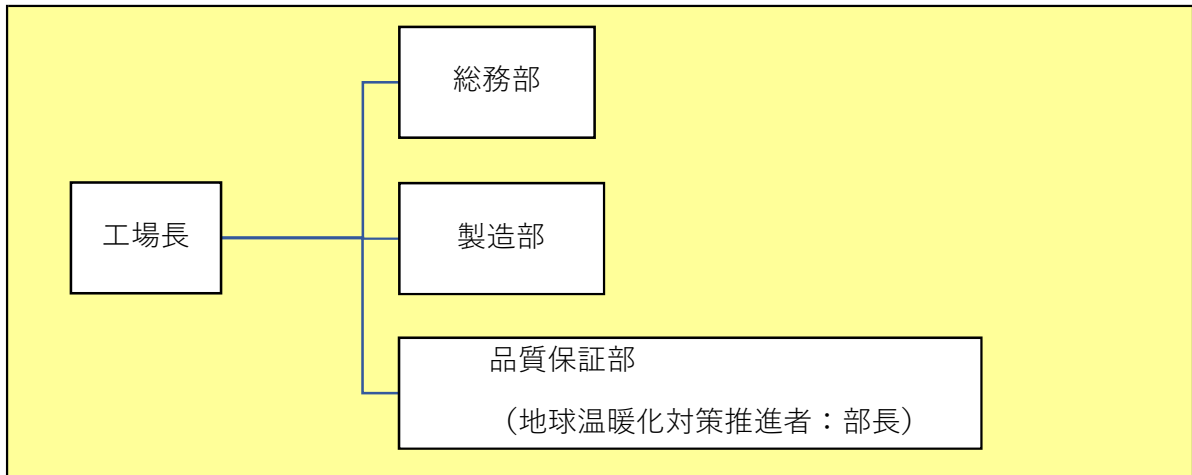 総務部
工場長
製造部
品質保証部
（地球温暖化対策推進者：部長）